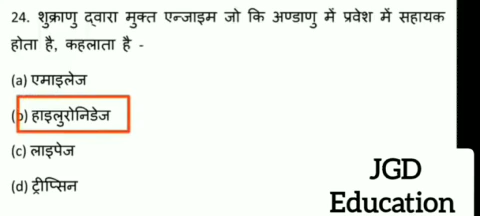 24. शुक्राणु द्वारा मुक्त एन्जाइम जो कि अण्डाणु में प्रवेश में सहायक
होता है, कहलाता है -
(a) एमाइलेज
(b) हाइलुरोनिडेज
(c) लाइपेज
(d) ट्रीप्सिन
JGD
Education